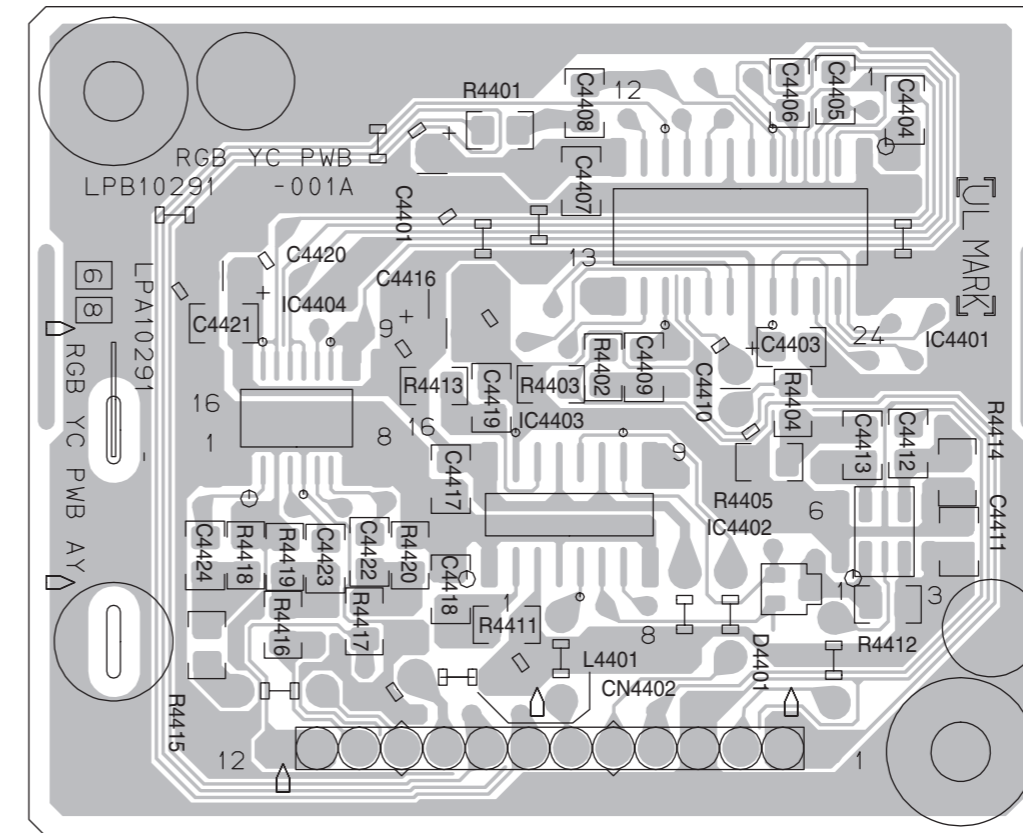 R4401
C4408
12
C4406
C4405
1
C4404
RGB YC PWB
LPB10291 -001A
C4407
C4401
UL MARK
C4420
13
C4416
+
6
8
LPA10291
RGB YC PWB AY
C4421
+
IC4404
+
9
+
C4403
24
IC4401
R4413
C4419
R4403
R4402
C4409
C4410
R4404
16
16
IC4403
R4414
1
8
C4417
9
C4413
C4412
R4405
6
IC4402
C4411
C4424
R4418
R4419
C4423
C4422
R4420
C4418
R4416
R4417
1
R4411
8
1
3
R4412
D4401
L4401
CN4402
R4415
12
1